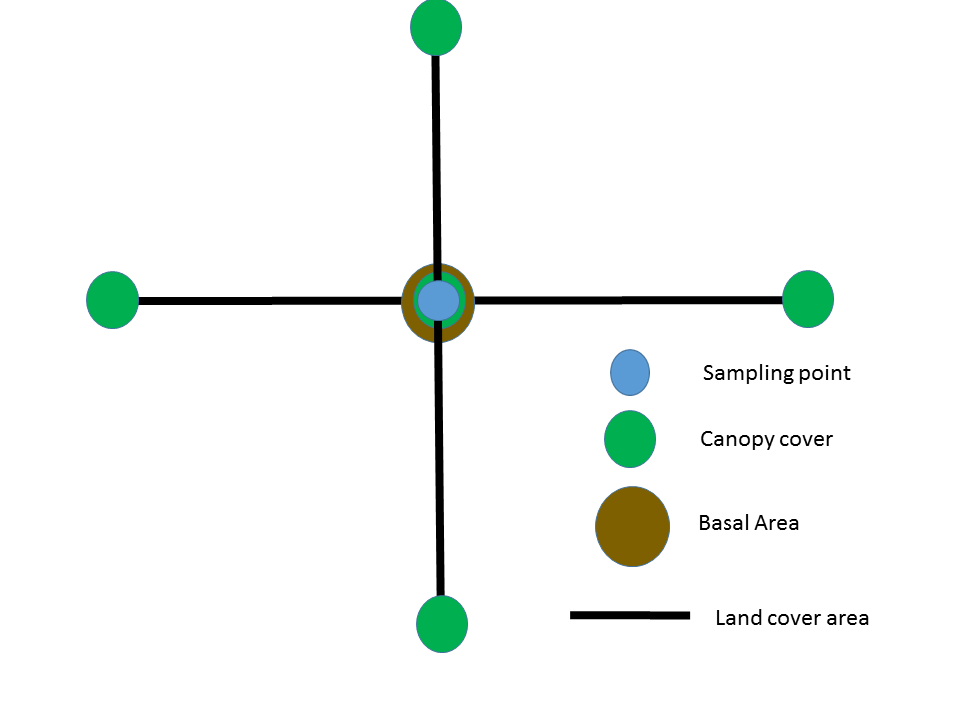 Sampling point
Canopy cover
Basal Area
Land cover area